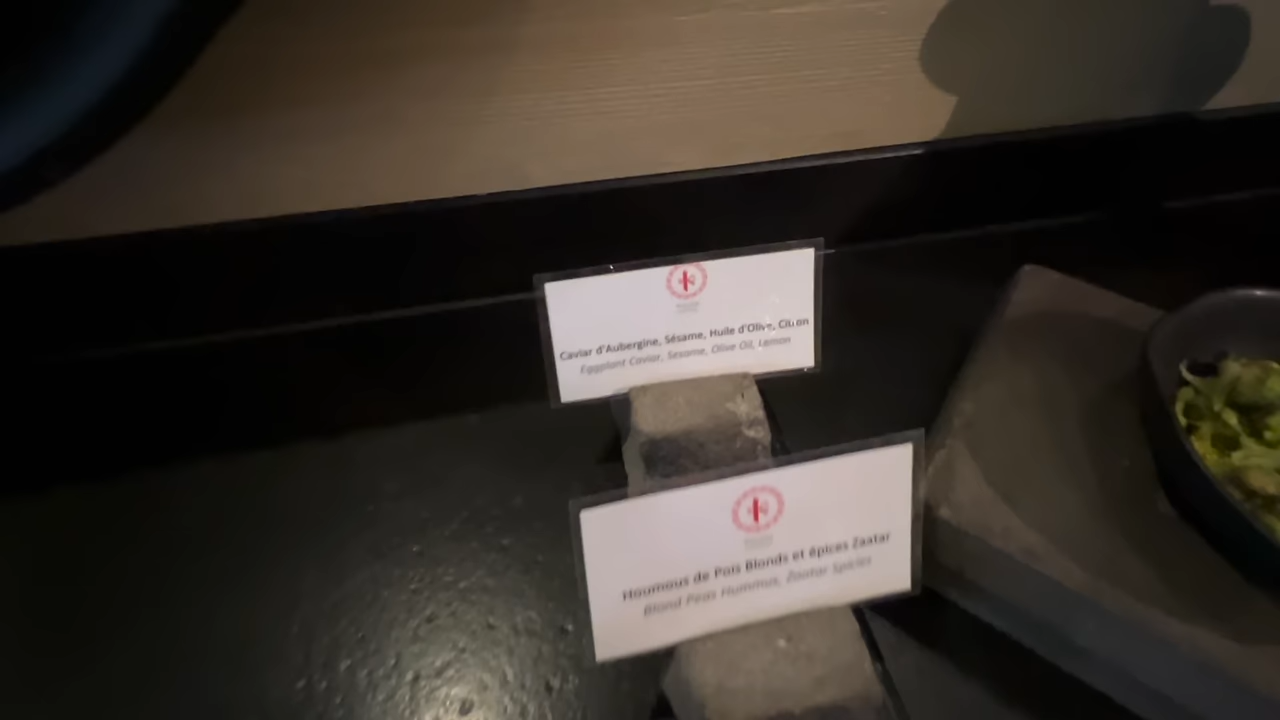 Caviar d'Aubergine, Sésame, Huile d'Olive, Citron
Eggplant Caviar, Sesame, Olive Oil, Lemon
Houmous de Pois Blonds et épices Zaatar
Blond Peas Hummus, Zaatar Spicies